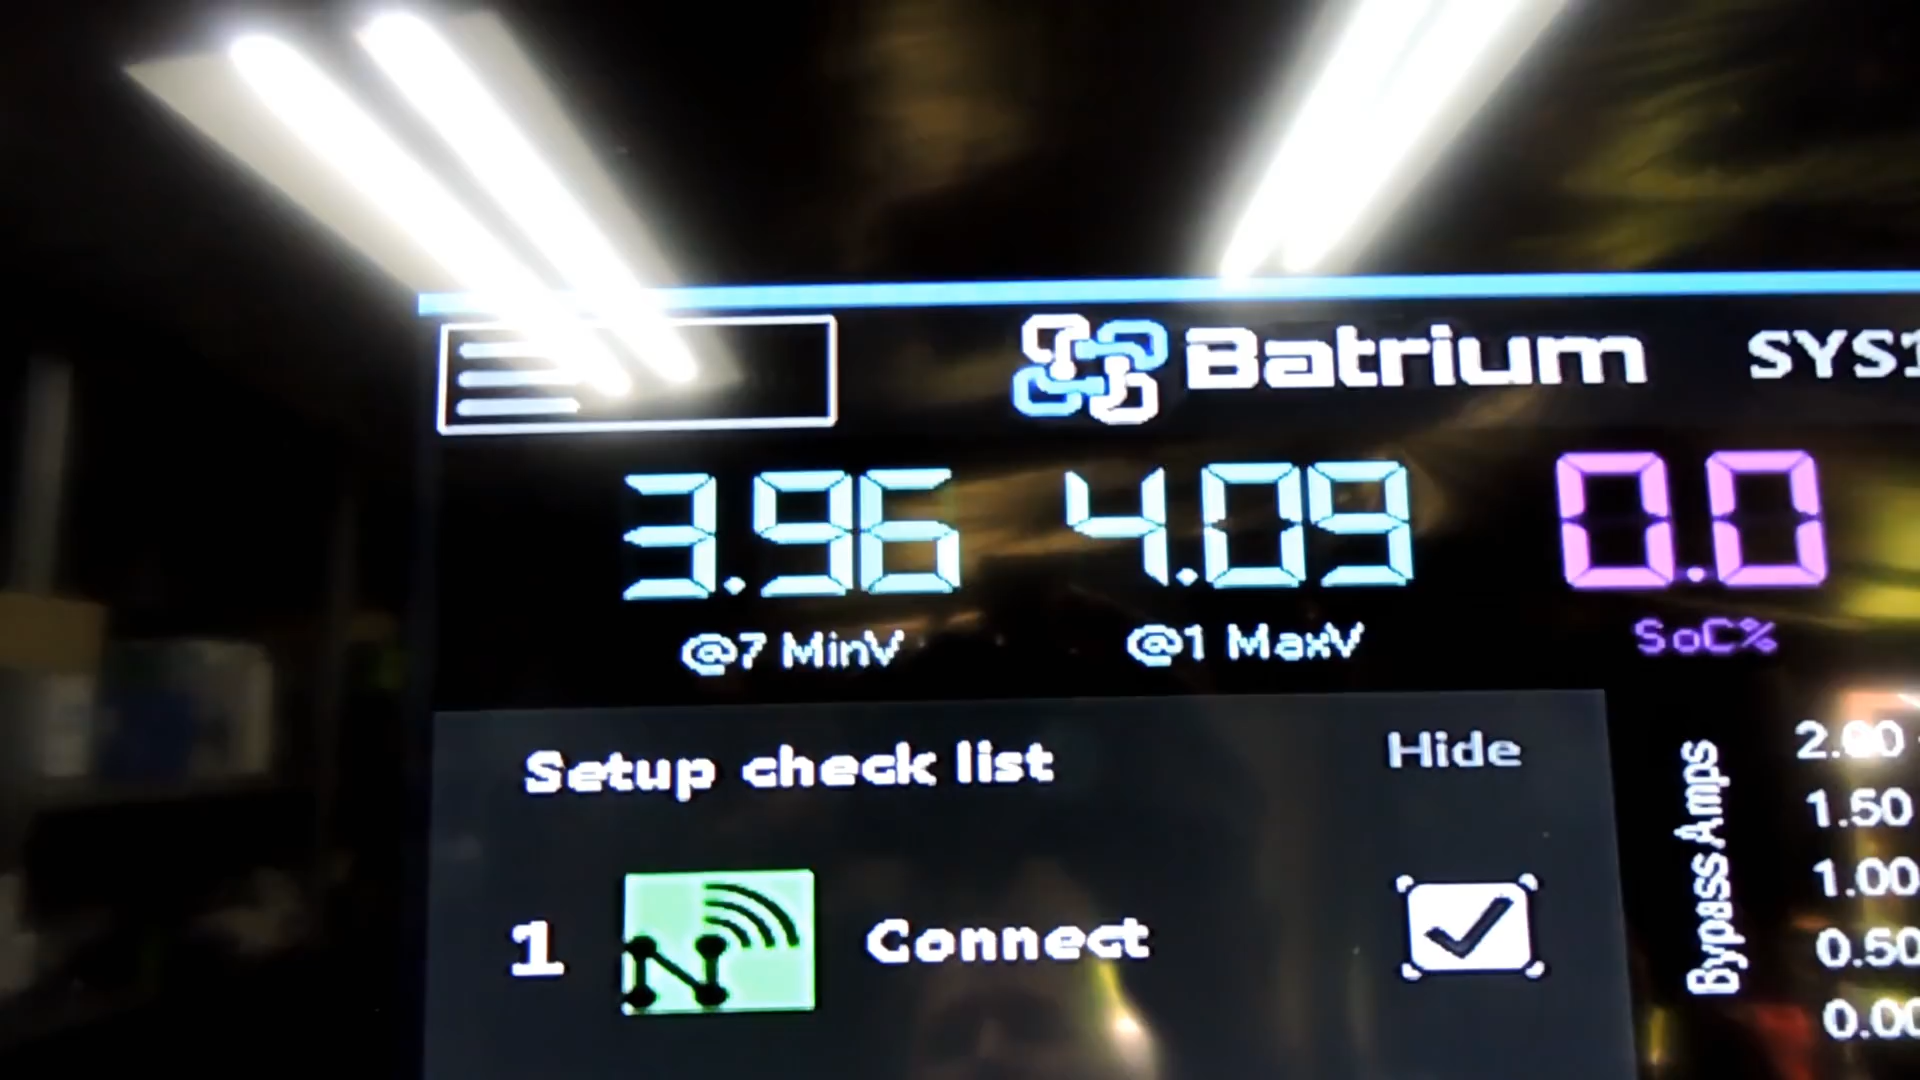 Batrium SYS1
3.96 4.09 0.0
@7 MinV @1 MaxV SoC%
Setup check list Hide
1 Connect
Bypass Amps
2.00
1.50
1.00
0.50
0.00